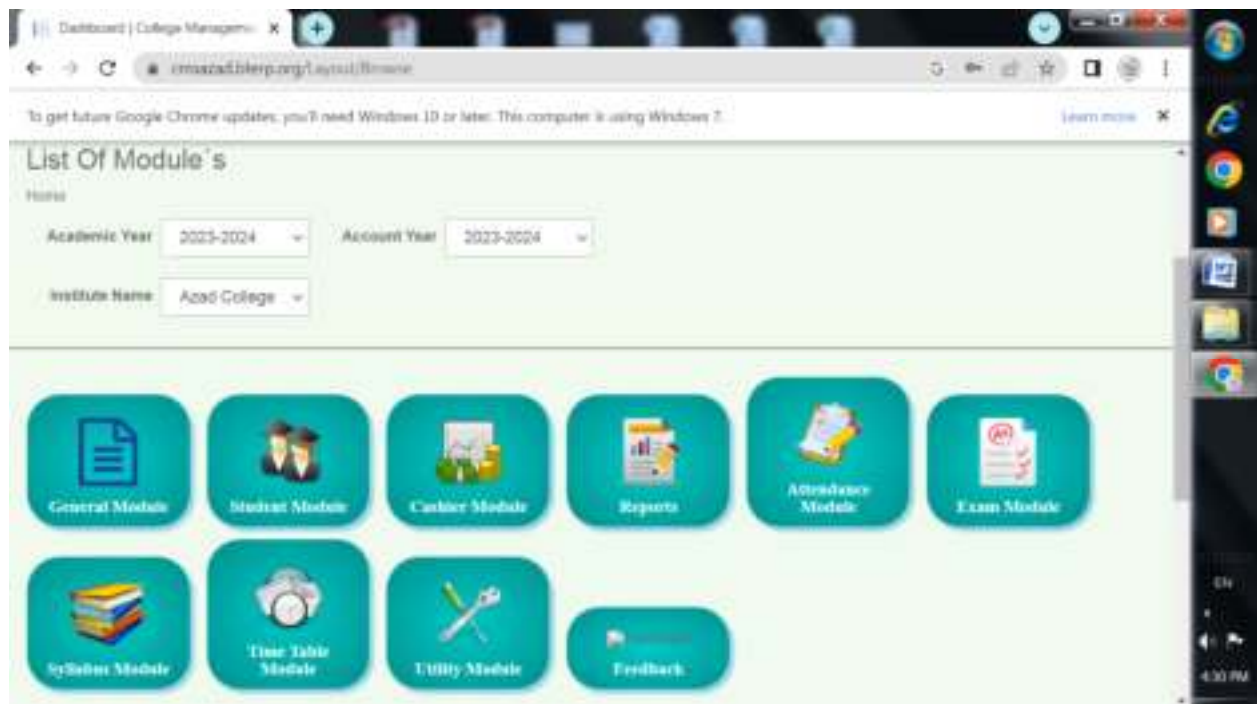 Dashboard | College Managem
To get future Google Chrome updates, you'll need Windows 10 or later. This computer is using Windows 7.
Learn more
List Of Module`s
Home
Academic Year 2023-2024 Account Year 2023-2024
Institute Name Azad College
General Module
Student Module
Cashier Module
Reports
Attendance
Module
Exam Module
Syllabus Module
Time Table
Module
Utility Module
Feedback
EN
4:30 PM